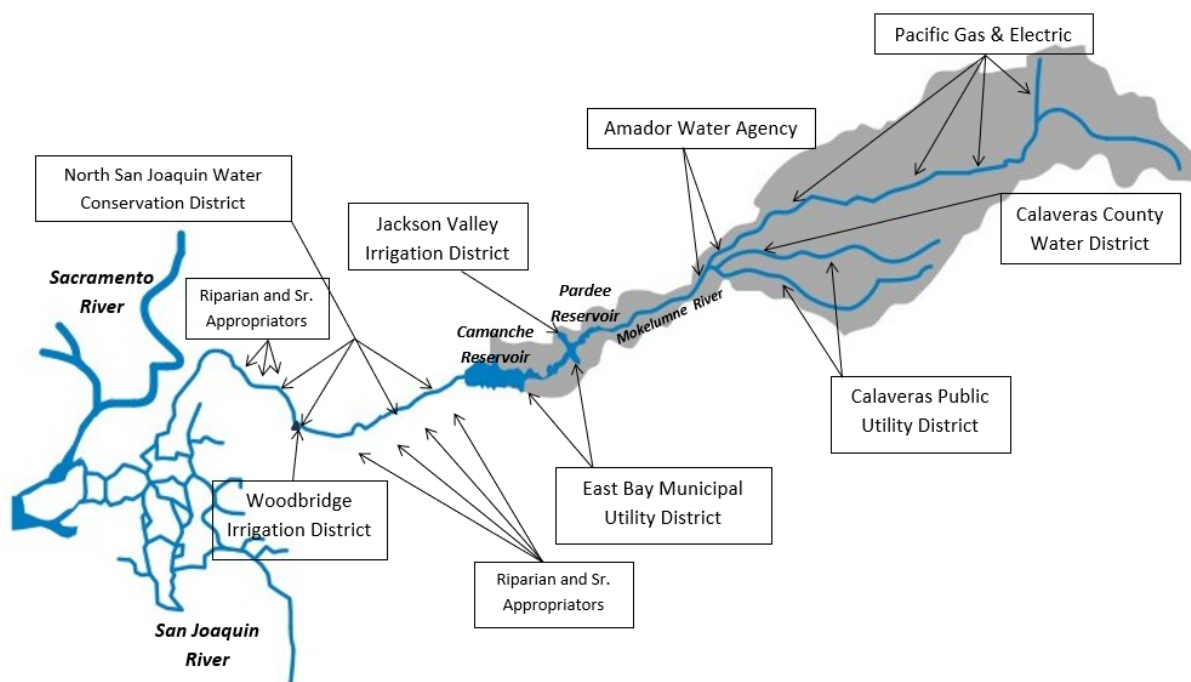 Pacific Gas & Electric
Amador Water Agency
North San Joaquin Water
Conservation District
Jackson Valley
Irrigation District
Calaveras County
Water District
Sacramento
River
Riparian and Sr.
Appropriators
Pardee
Reservoir
Mokelumne River
Camanche
Reservoir
Calaveras Public
Utility District
Woodbridge
Irrigation District
East Bay Municipal
Utility District
Riparian and Sr.
Appropriators
San Joaquin
River